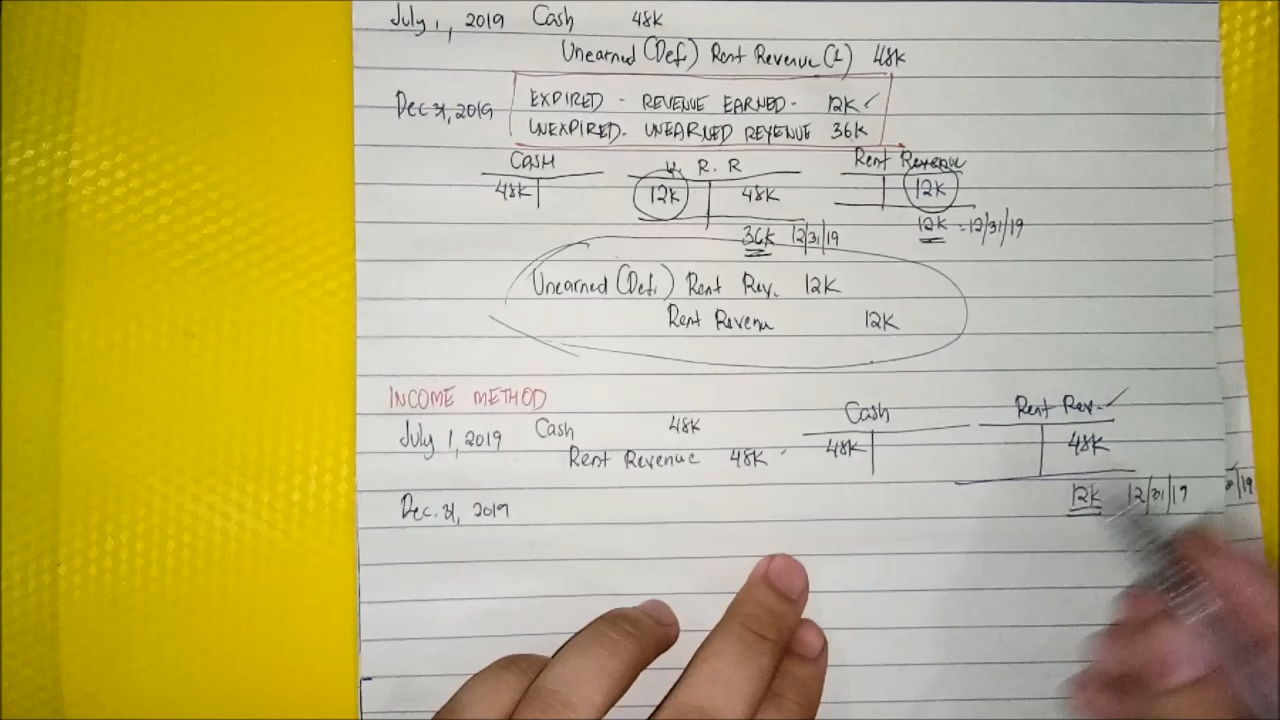 July 1, 2019 Cash 48K
Unearned (Def.) Rent Revenue (L) 48K
Dec 31, 2019 EXPIRED - REVENUE EARNED - 12K ✓
UNEXPIRED - UNEARNED REVENUE 36K
CASH U. R. R Rent Revenue
48K 12K 48K 12K
36K 12/31/19 12K - 12/31/19
Unearned (Def.) Rent Rev. 12K
Rent Revenu 12K
INCOME METHOD Cash Rent Rev. ✓
July 1, 2019 Cash 48K 48K 48K
Rent Revenue 48K
Dec. 31, 2019 12K 12/31/19 /19